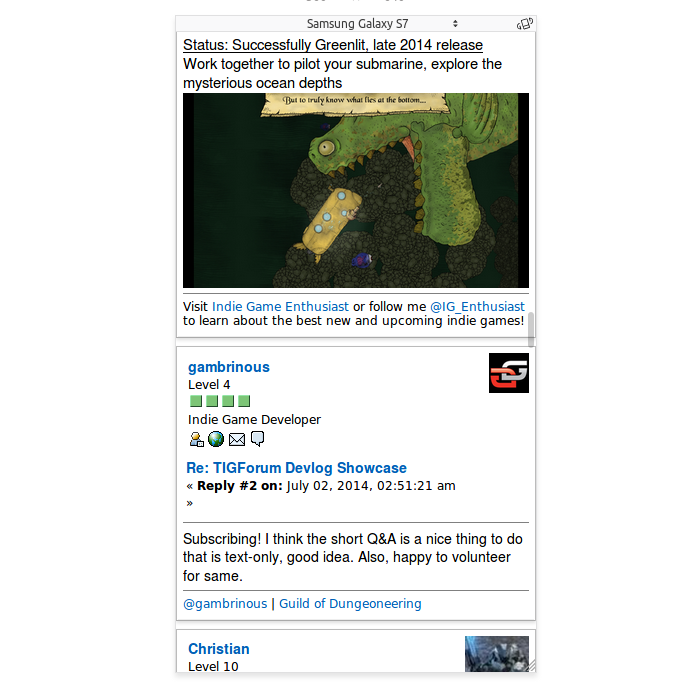 Samsung Galaxy S7
Status: Successfully Greenlit, late 2014 release
Work together to pilot your submarine, explore the
mysterious ocean depths
But to truly know what lies at the bottom...
Visit Indie Game Enthusiast or follow me @IG_Enthusiast
to learn about the best new and upcoming indie games!
gambrinous
Level 4
Indie Game Developer
Re: TIGForum Devlog Showcase
« Reply #2 on: July 02, 2014, 02:51:21 am
»
Subscribing! I think the short Q&A is a nice thing to do
that is text-only, good idea. Also, happy to volunteer
for same.
@gambrinous | Guild of Dungeoneering
Christian
Level 10